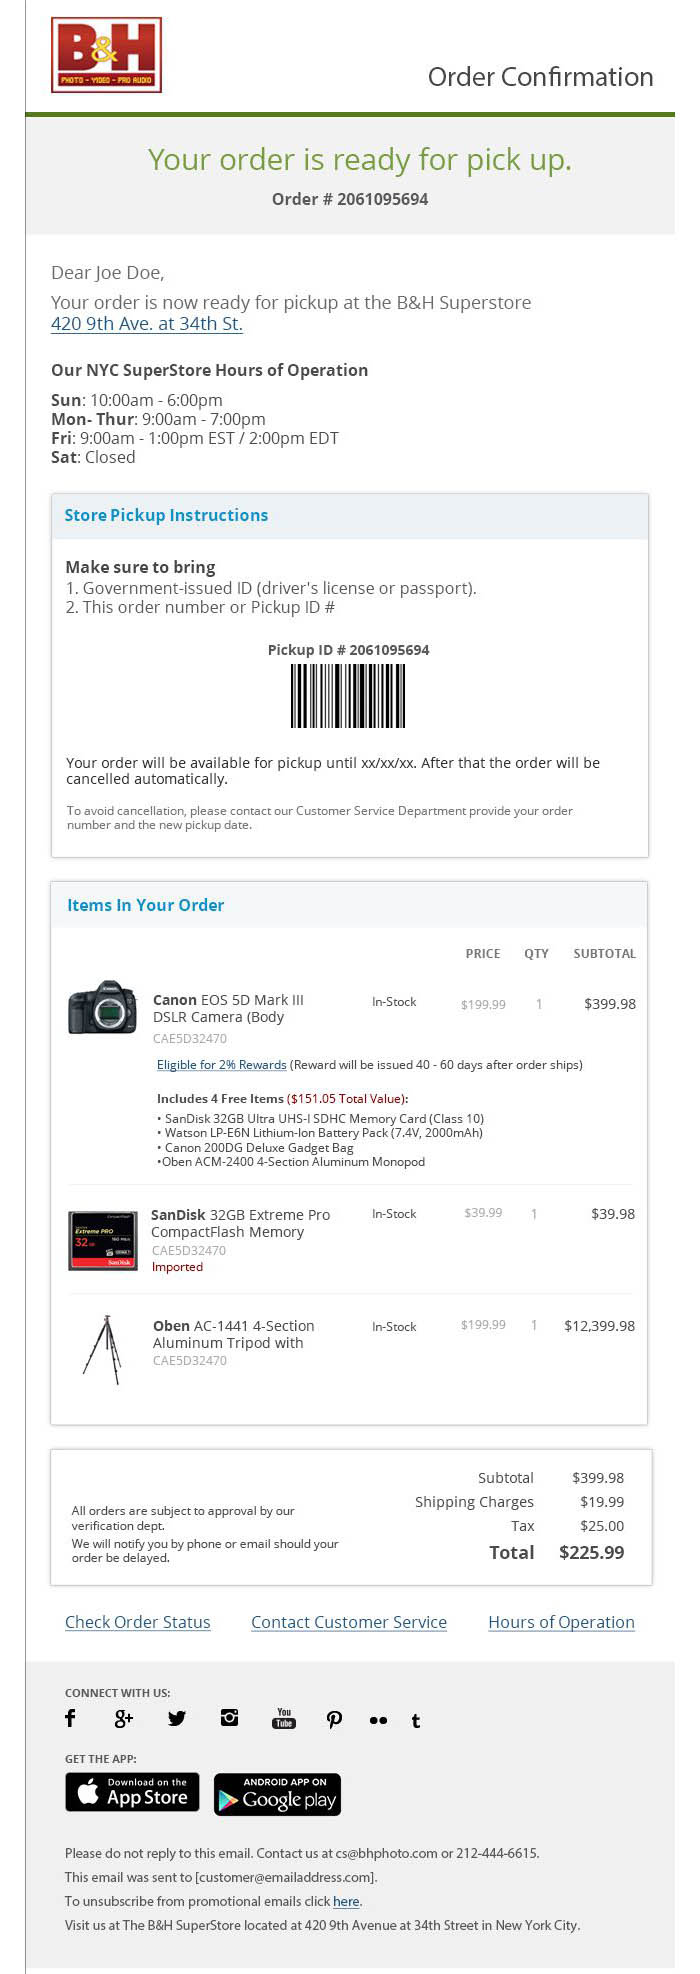 B&H
PHOTO - VIDEO - PRO AUDIO
Order Confirmation
Your order is ready for pick up.
Order # 2061095694
Dear Joe Doe,
Your order is now ready for pickup at the B&H Superstore
420 9th Ave. at 34th St.
Our NYC SuperStore Hours of Operation
Sun: 10:00am - 6:00pm
Mon- Thur: 9:00am - 7:00pm
Fri: 9:00am - 1:00pm EST / 2:00pm EDT
Sat: Closed
Store Pickup Instructions
Make sure to bring
1. Government-issued ID (driver's license or passport).
2. This order number or Pickup ID #
Pickup ID # 2061095694
Your order will be available for pickup until xx/xx/xx. After that the order will be
cancelled automatically.
To avoid cancellation, please contact our Customer Service Department provide your order
number and the new pickup date.
Items In Your Order
PRICE QTY SUBTOTAL
Canon EOS 5D Mark III In-Stock $199.99 1 $399.98
DSLR Camera (Body
CAE5D32470
Eligible for 2% Rewards (Reward will be issued 40 - 60 days after order ships)
Includes 4 Free Items ($151.05 Total Value):
• SanDisk 32GB Ultra UHS-I SDHC Memory Card (Class 10)
• Watson LP-E6N Lithium-Ion Battery Pack (7.4V, 2000mAh)
• Canon 200DG Deluxe Gadget Bag
•Oben ACM-2400 4-Section Aluminum Monopod
SanDisk 32GB Extreme Pro In-Stock $39.99 1 $39.98
CompactFlash Memory
CAE5D32470
Imported
Extreme PRO
32
SanDisk
Oben AC-1441 4-Section In-Stock $199.99 1 $12,399.98
Aluminum Tripod with
CAE5D32470
Subtotal $399.98
Shipping Charges $19.99
Tax $25.00
Total $225.99
All orders are subject to approval by our
verification dept.
We will notify you by phone or email should your
order be delayed.
Check Order Status Contact Customer Service Hours of Operation
CONNECT WITH US:
You
Tube
GET THE APP:
Download on the
App Store
ANDROID APP ON
Google play
Please do not reply to this email. Contact us at cs@bhphoto.com or 212-444-6615.
This email was sent to [customer@emailaddress.com].
To unsubscribe from promotional emails click here.
Visit us at The B&H SuperStore located at 420 9th Avenue at 34th Street in New York City.